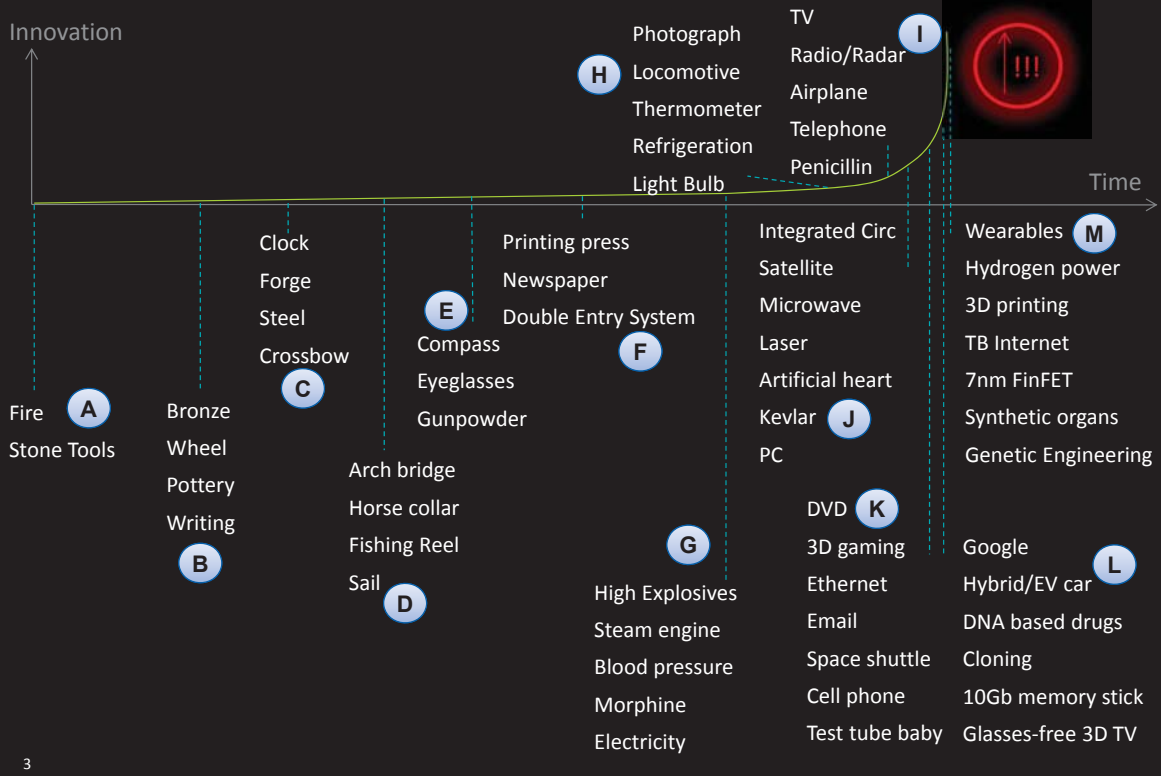 Innovation
Time
!!!
A
Fire
Stone Tools
Bronze
Wheel
Pottery
Writing
B
Clock
Forge
Steel
Crossbow
C
Arch bridge
Horse collar
Fishing Reel
Sail
D
E
Compass
Eyeglasses
Gunpowder
Printing press
Newspaper
Double Entry System
F
G
High Explosives
Steam engine
Blood pressure
Morphine
Electricity
H
Photograph
Locomotive
Thermometer
Refrigeration
Light Bulb
I
TV
Radio/Radar
Airplane
Telephone
Penicillin
Integrated Circ
Satellite
Microwave
Laser
Artificial heart
Kevlar
J
PC
DVD
K
3D gaming
Ethernet
Email
Space shuttle
Cell phone
Test tube baby
Google
Hybrid/EV car
L
DNA based drugs
Cloning
10Gb memory stick
Glasses-free 3D TV
Wearables
M
Hydrogen power
3D printing
TB Internet
7nm FinFET
Synthetic organs
Genetic Engineering
3